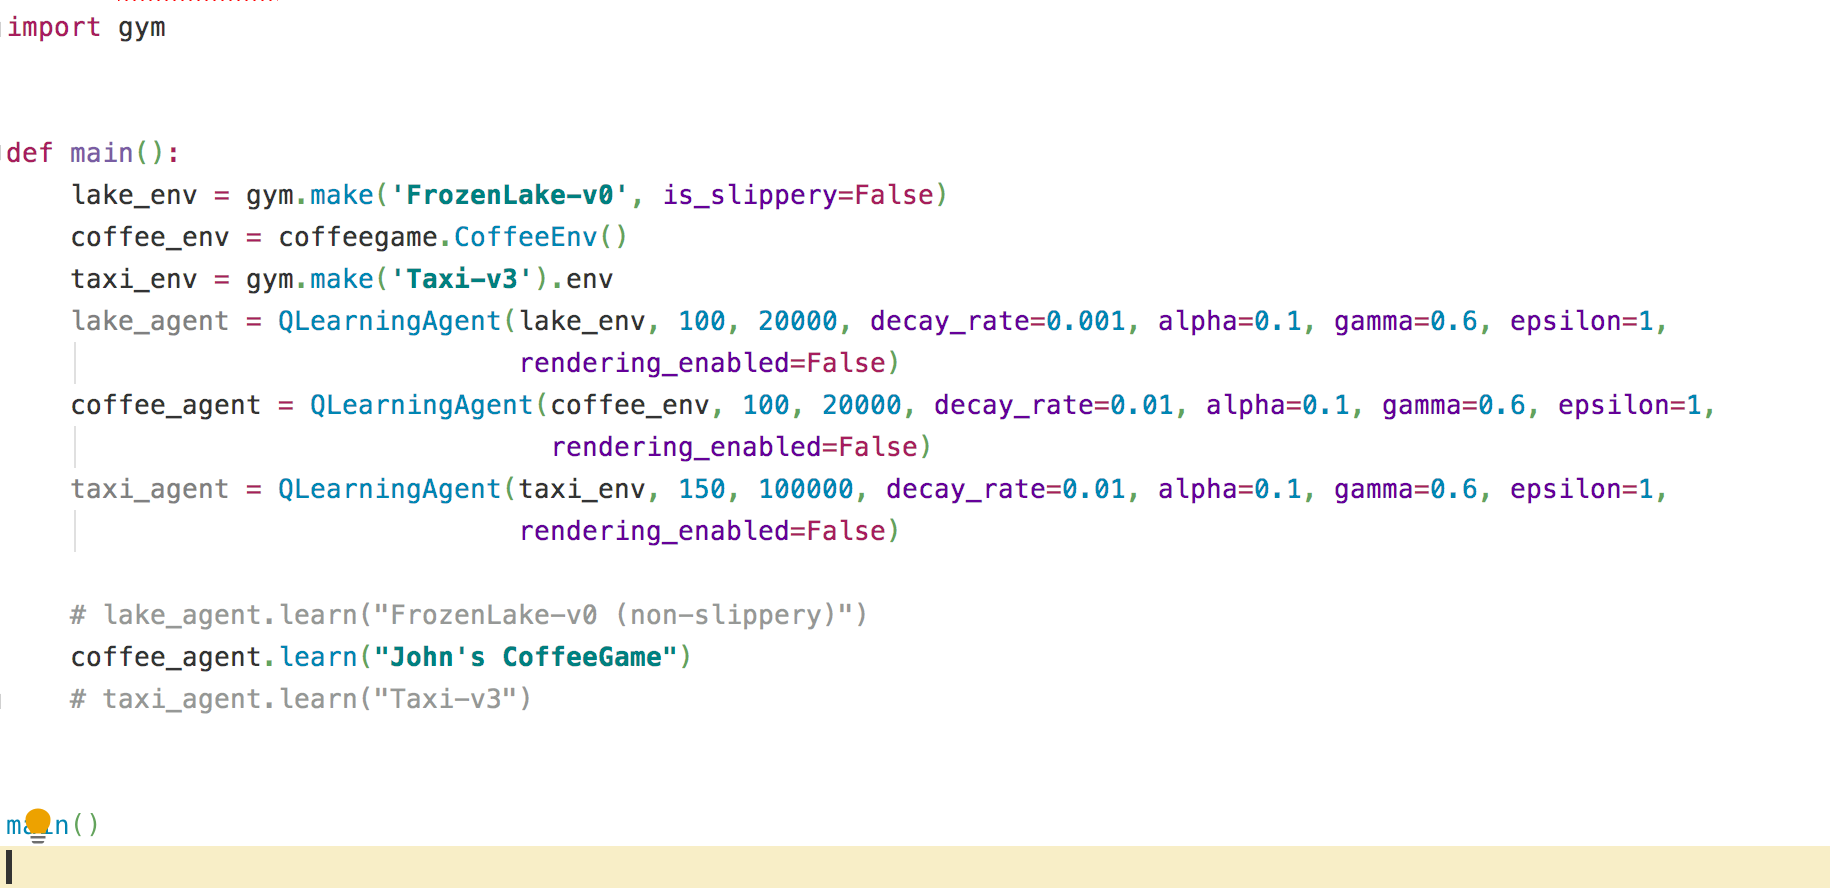 import gym
def main():
lake_env = gym.make('FrozenLake-v0', is_slippery=False)
coffee_env = coffeegame.CoffeeEnv()
taxi_env = gym.make('Taxi-v3').env
lake_agent = QLearningAgent(lake_env, 100, 20000, decay_rate=0.001, alpha=0.1, gamma=0.6, epsilon=1,
rendering_enabled=False)
coffee_agent = QLearningAgent(coffee_env, 100, 20000, decay_rate=0.01, alpha=0.1, gamma=0.6, epsilon=1,
rendering_enabled=False)
taxi_agent = QLearningAgent(taxi_env, 150, 100000, decay_rate=0.01, alpha=0.1, gamma=0.6, epsilon=1,
rendering_enabled=False)
# lake_agent.learn("FrozenLake-v0 (non-slippery)")
coffee_agent.learn("John's CoffeeGame")
# taxi_agent.learn("Taxi-v3")
main()